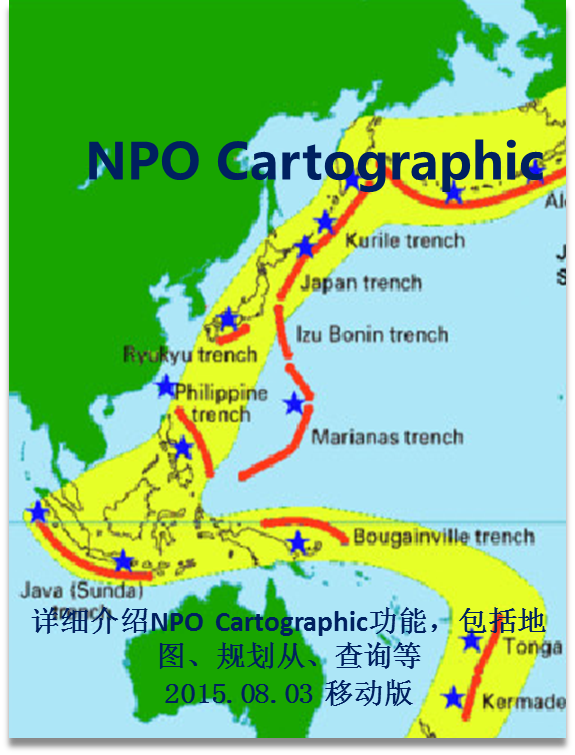 NPO Cartographic
Al
Kurile trench
J
S
Japan trench
Izu Bonin trench
Ryukyu trench
Philippine
trench
Marianas trench
Bougainville trench
Java (Sunda)
trench
详细介绍NPO Cartographic功能，包括地
图、规划从、查询等
Tonga
2015.08.03 移动版
Kermade